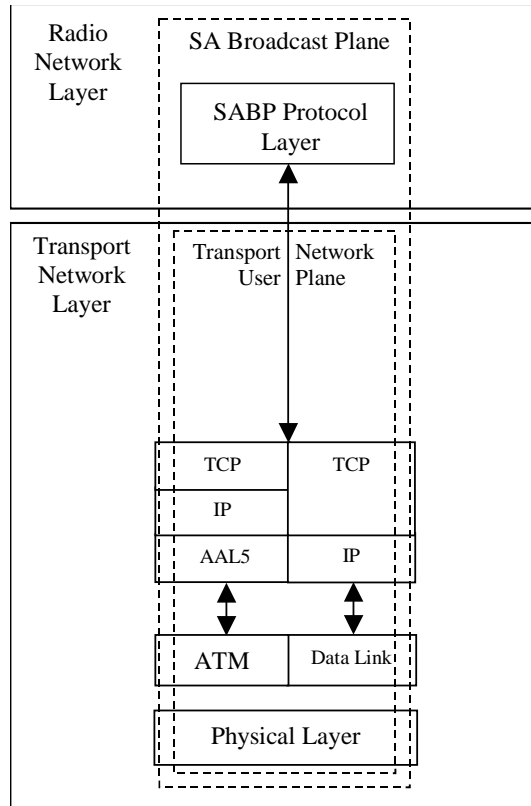 Radio
Network
Layer
SA Broadcast Plane
SABP Protocol
Layer
Transport
Network
Layer
Transport Network
User Plane
TCP TCP
IP
AAL5 IP
ATM Data Link
Physical Layer